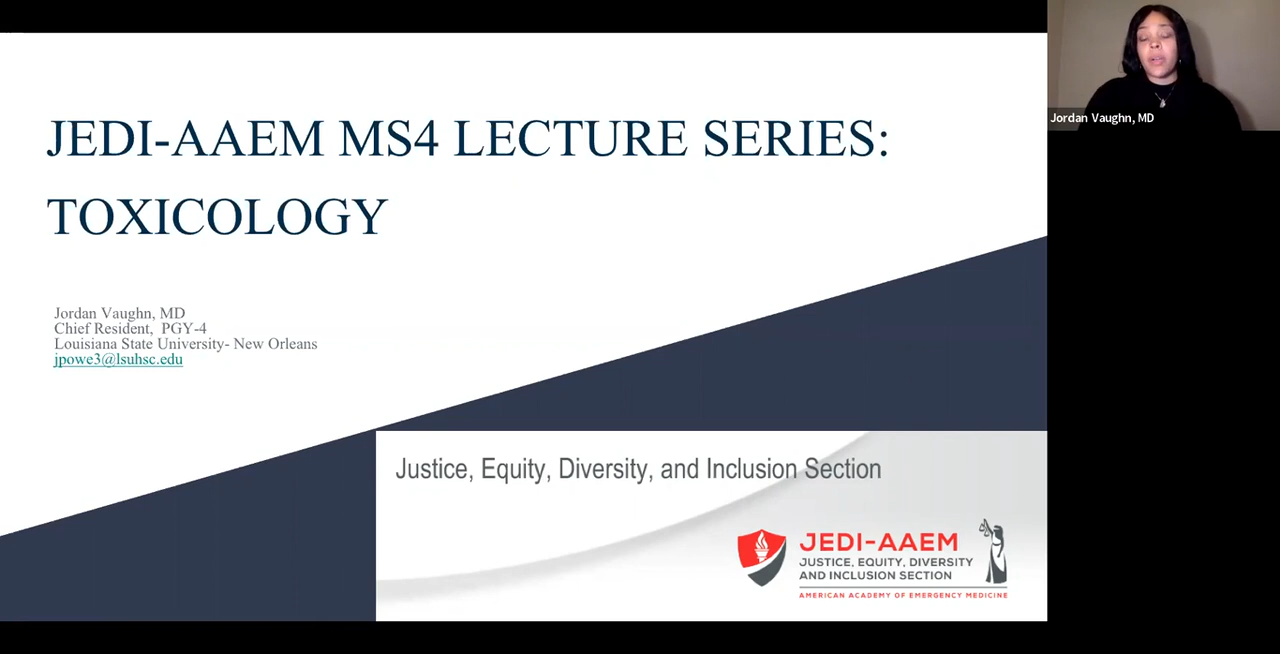 JEDI-AAEM MS4 LECTURE SERIES:
TOXICOLOGY
Jordan Vaughn, MD
Chief Resident, PGY-4
Louisiana State University- New Orleans
jpowe3@lsuhsc.edu
Justice, Equity, Diversity, and Inclusion Section
JEDI-AAEM
JUSTICE, EQUITY, DIVERSITY
AND INCLUSION SECTION
AMERICAN ACADEMY OF EMERGENCY MEDICINE
Jordan Vaughn, MD